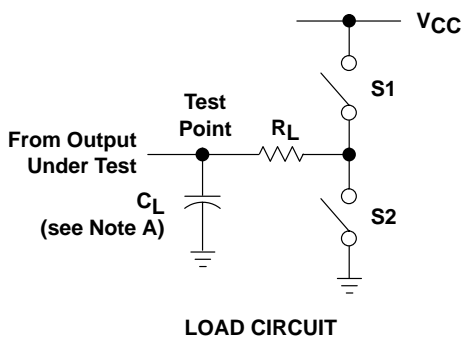 VCC
S1
Test
Point
RL
From Output
Under Test
CL
(see Note A)
S2
LOAD CIRCUIT